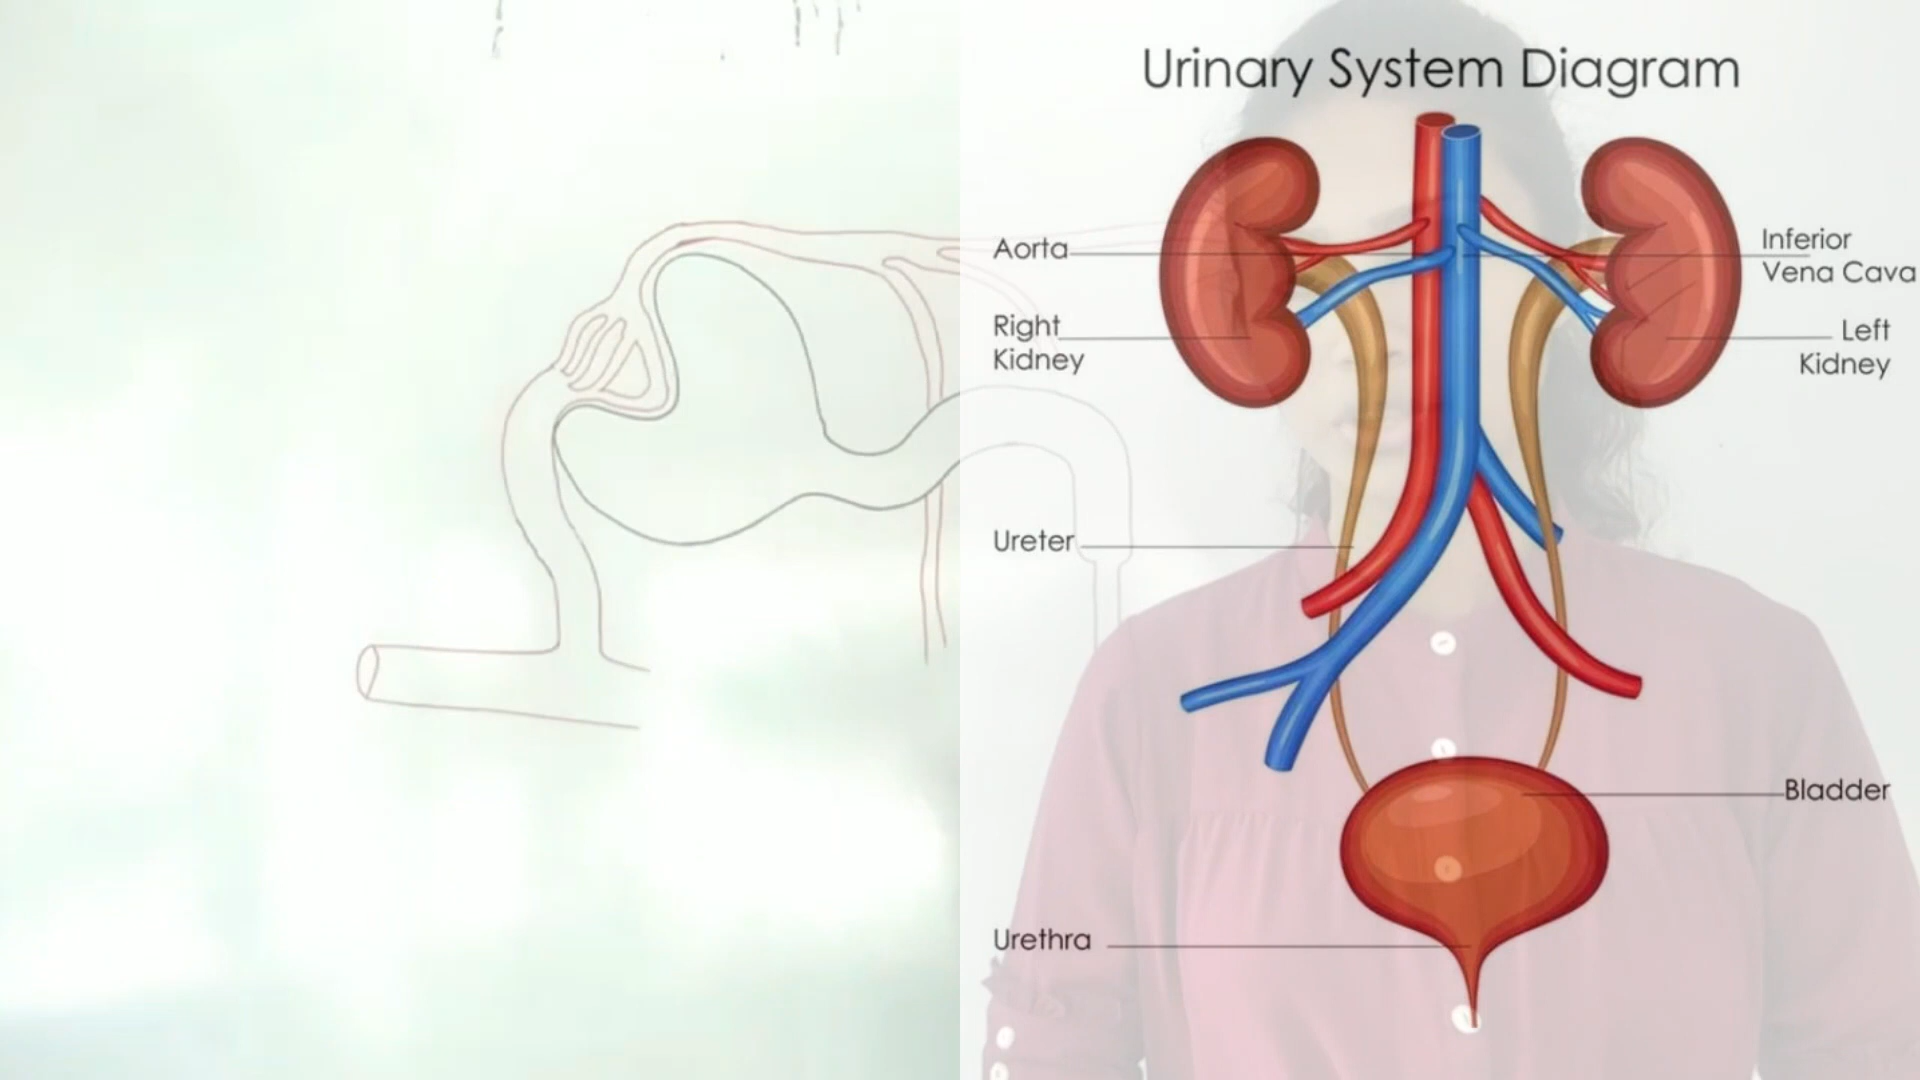 Urinary System Diagram
Aorta
Inferior
Vena Cava
Right
Kidney
Left
Kidney
Ureter
Bladder
Urethra